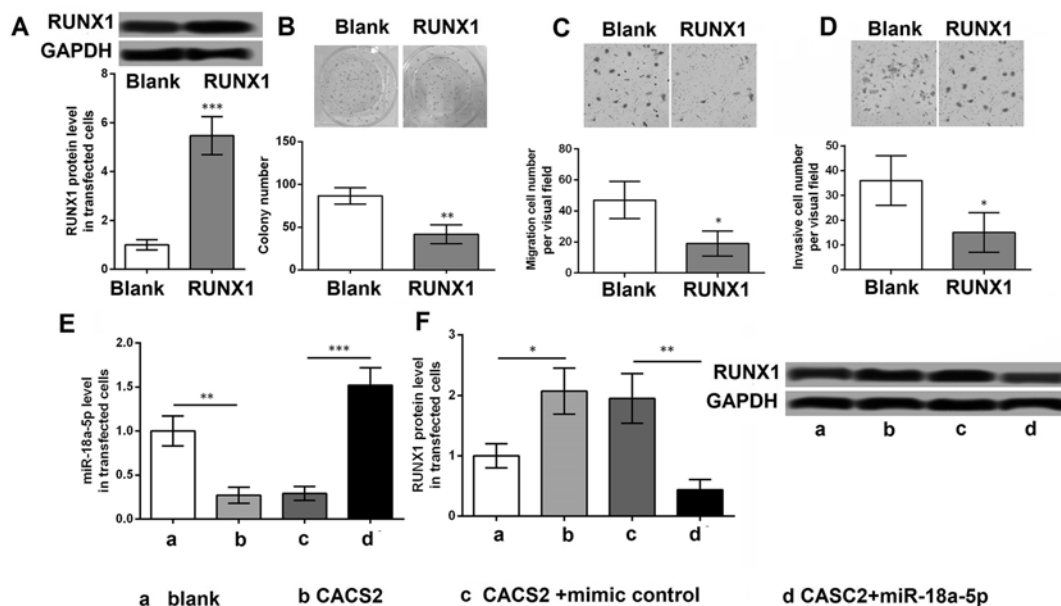 A
RUNX1
GAPDH
Blank RUNX1
RUNX1 protein level
in transfected cells
8
6
4
2
0
***
Blank RUNX1
B
Blank RUNX1
Colony number
150
100
50
0
**
Blank RUNX1
C
Blank RUNX1
Migration cell number
per visual field
80
60
40
20
0
*
Blank RUNX1
D
Blank RUNX1
Invasive cell number
per visual field
50
40
30
20
10
0
*
Blank RUNX1
E
miR-18a-5p level
in transfected cells
2.0
1.5
1.0
0.5
0.0
**
***
a b c d
F
RUNX1 protein level
in transfected cells
3
2
1
0
*
**
a b c d
RUNX1
GAPDH
a b c d
a blank b CACS2 c CACS2 +mimic control d CASC2+miR-18a-5p